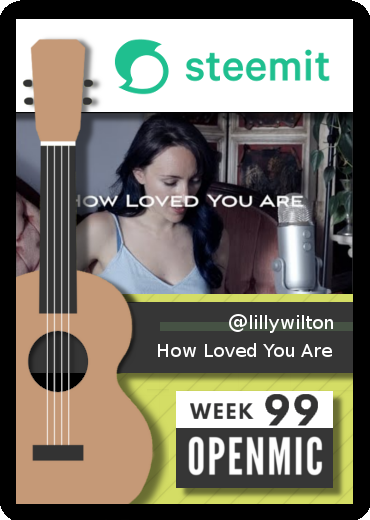 steemit
How Loved You Are
@lillywilton
How Loved You Are
WEEK 99
OPENMIC